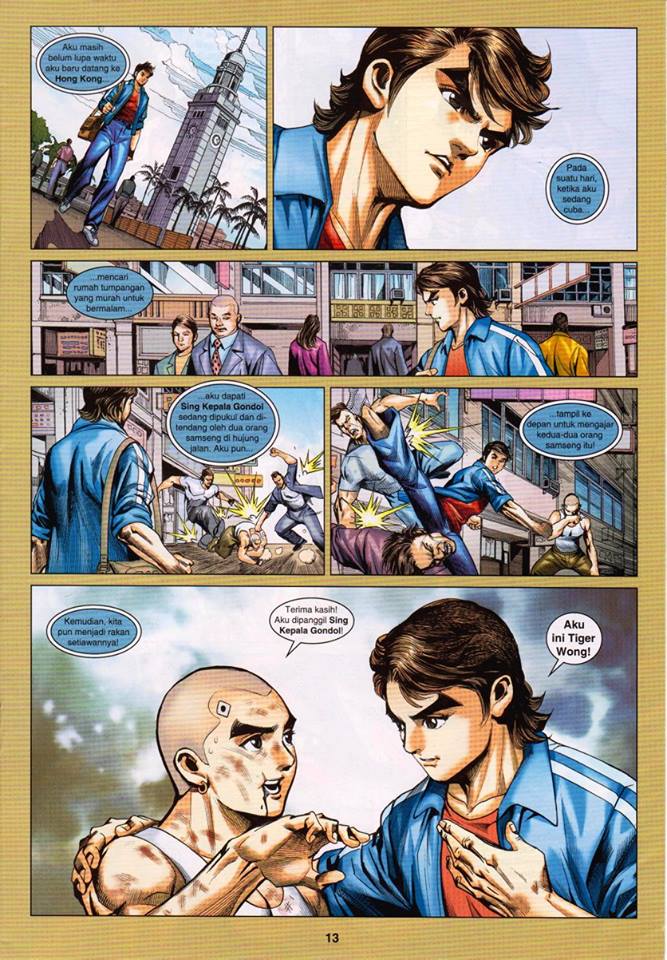 Aku masih
belum lupa waktu
aku baru datang ke
Hong Kong...
Pada
suatu hari,
ketika aku
sedang
cuba...
...mencari
rumah tumpangan
yang murah untuk
bermalam...
...aku dapati
Sing Kepala Gondol
sedang dipukul dan di-
tendang oleh dua orang
samseng di hujung
jalan. Aku pun...
...tampil ke
depan untuk mengajar
kedua-dua orang
samseng itu!
Kemudian, kita
pun menjadi rakan
setiawannya!
Terima kasih!
Aku dipanggil Sing
Kepala Gondol!
Aku
ini Tiger
Wong!
13